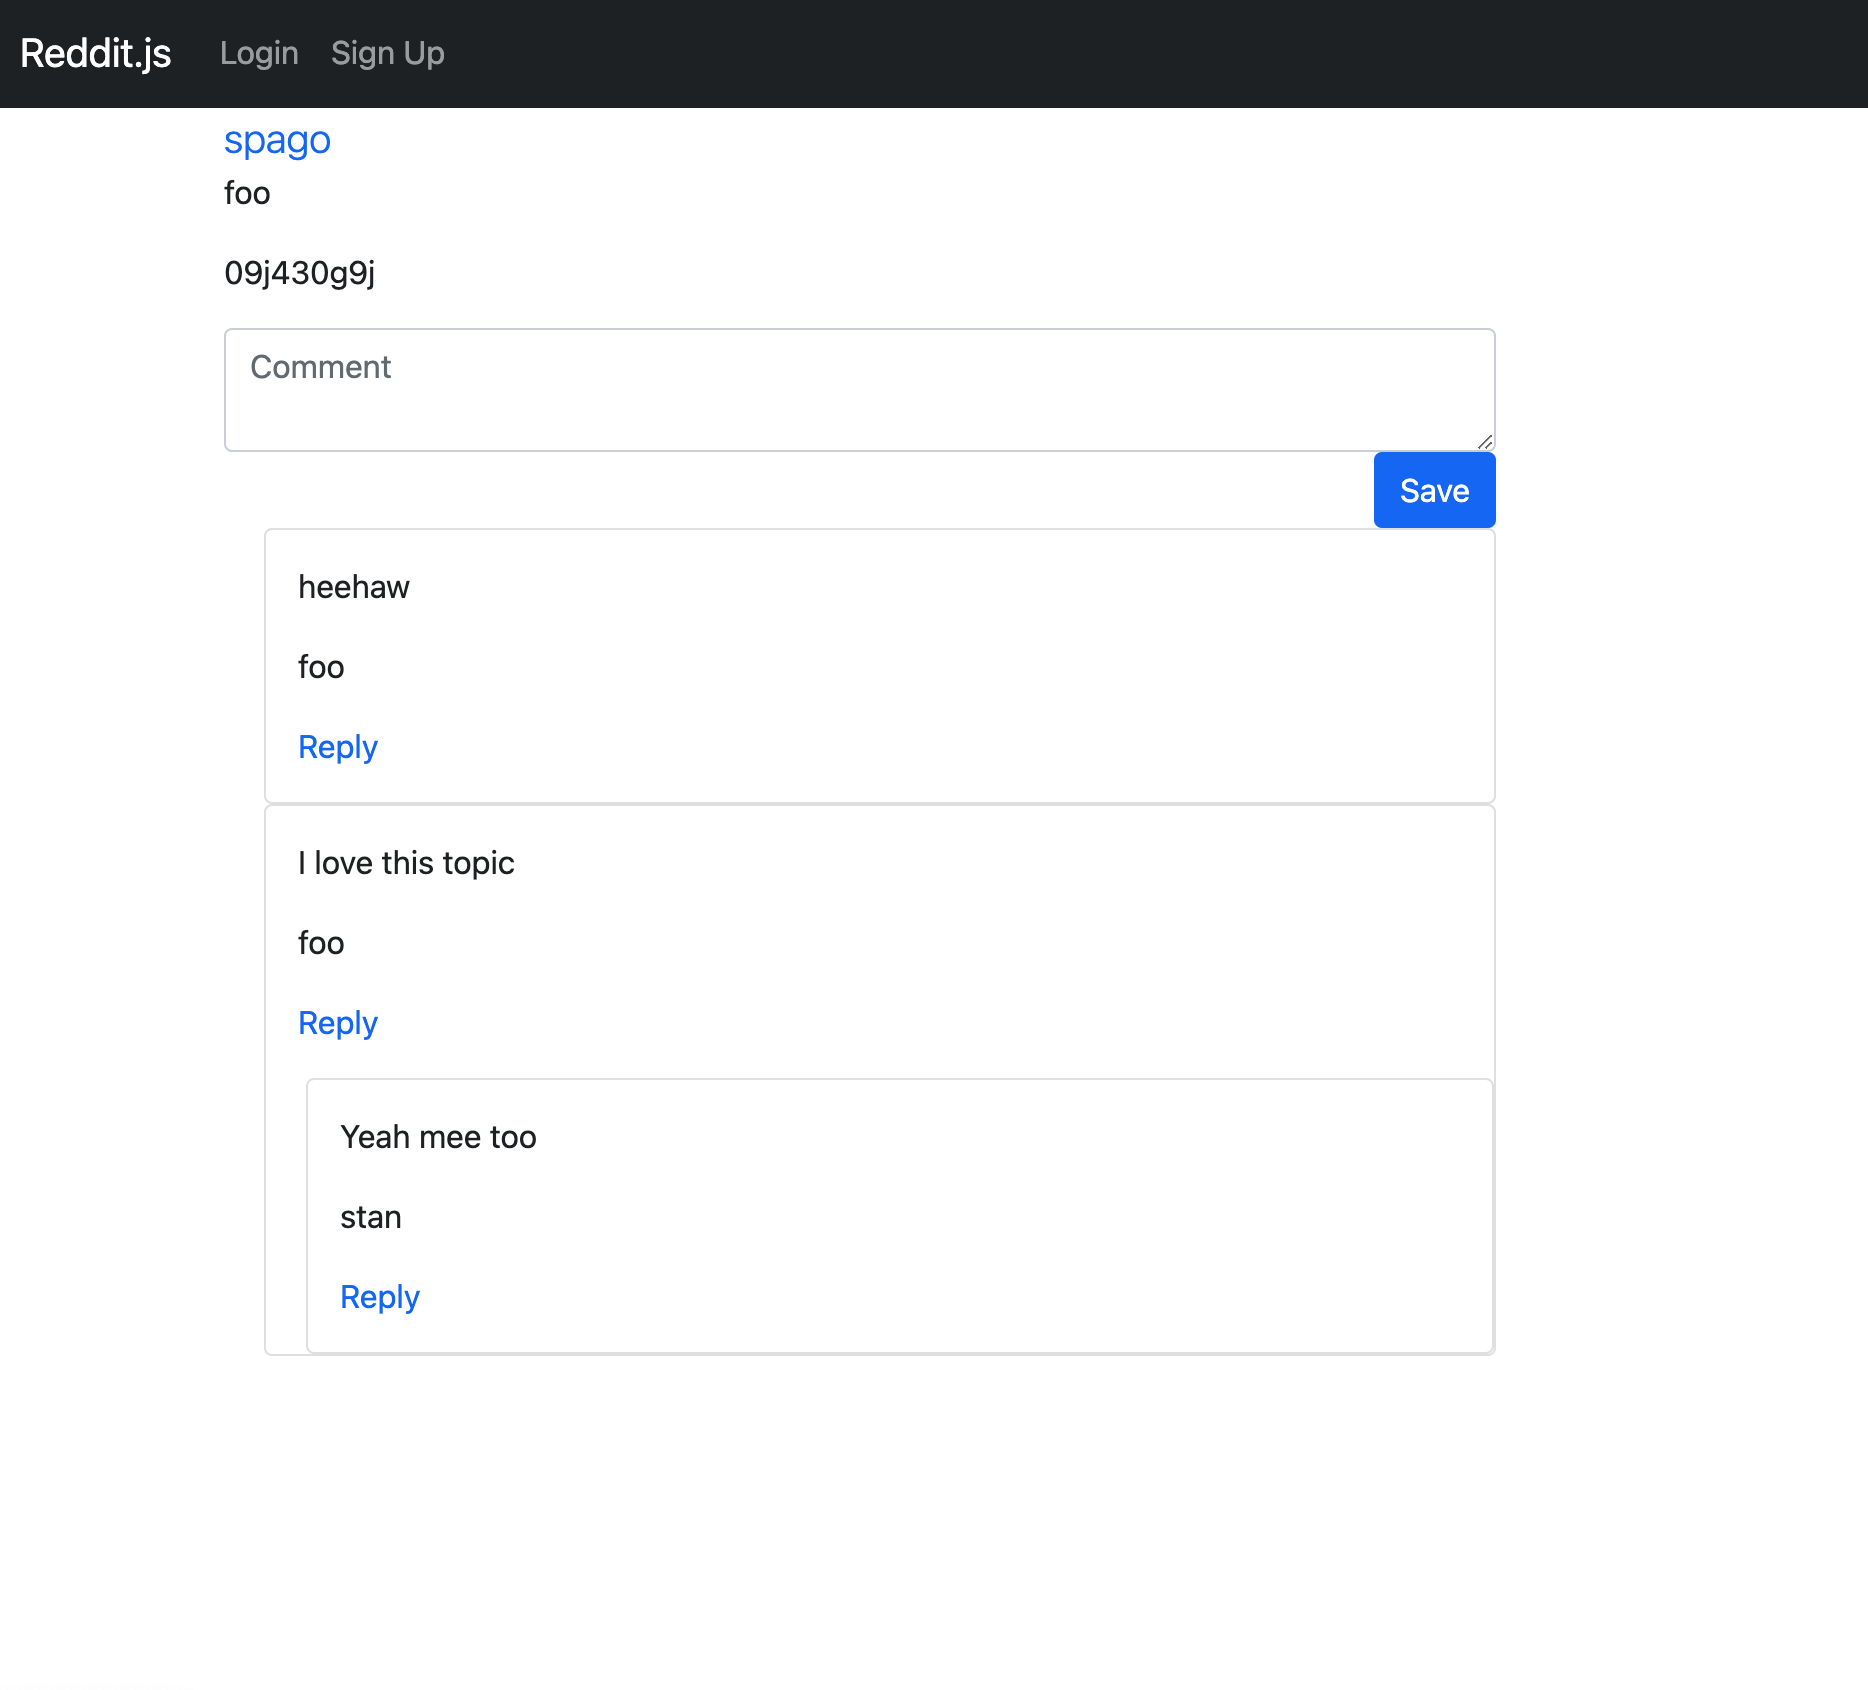 Reddit.js Login Sign Up
spago
foo
09j430g9j
Comment
Save
heehaw
foo
Reply
I love this topic
foo
Reply
Yeah mee too
stan
Reply